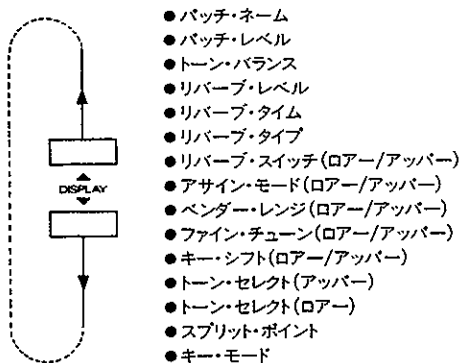 ●パッチ・ネーム
●パッチ・レベル
●トーン・バランス
●リバーブ・レベル
●リバーブ・タイム
●リバーブ・タイプ
●リバーブ・スイッチ(ロアー/アッパー)
●アサイン・モード(ロアー/アッパー)
DISPLAY
●ベンダー・レンジ(ロアー/アッパー)
●ファイン・チューン(ロアー/アッパー)
●キー・シフト(ロアー/アッパー)
●トーン・セレクト(アッパー)
●トーン・セレクト(ロアー)
●スプリット・ポイント
●キー・モード